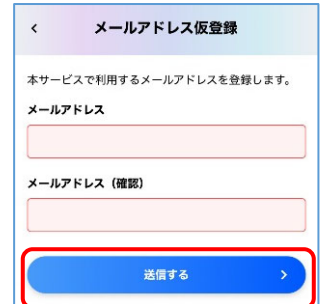 メールアドレス仮登録
本サービスで利用するメールアドレスを登録します。
メールアドレス
メールアドレス（確認）
送信する